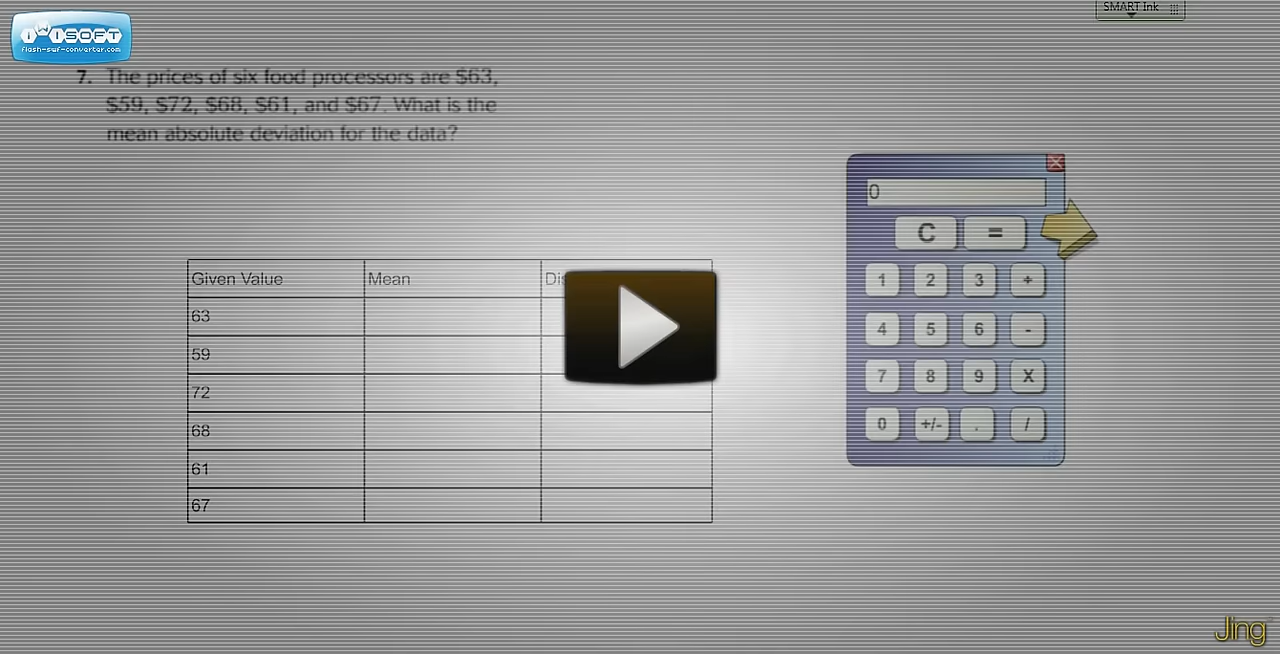 SMART Ink
iWiSOFT
flash-swf-converter.com
7. The prices of six food processors are $63,
$59, $72, $68, $61, and $67. What is the
mean absolute deviation for the data?
0
C =
1 2 3 +
4 5 6 -
7 8 9 X
0 +/- . /
Given Value Mean
63
59
72
68
61
67
Jing